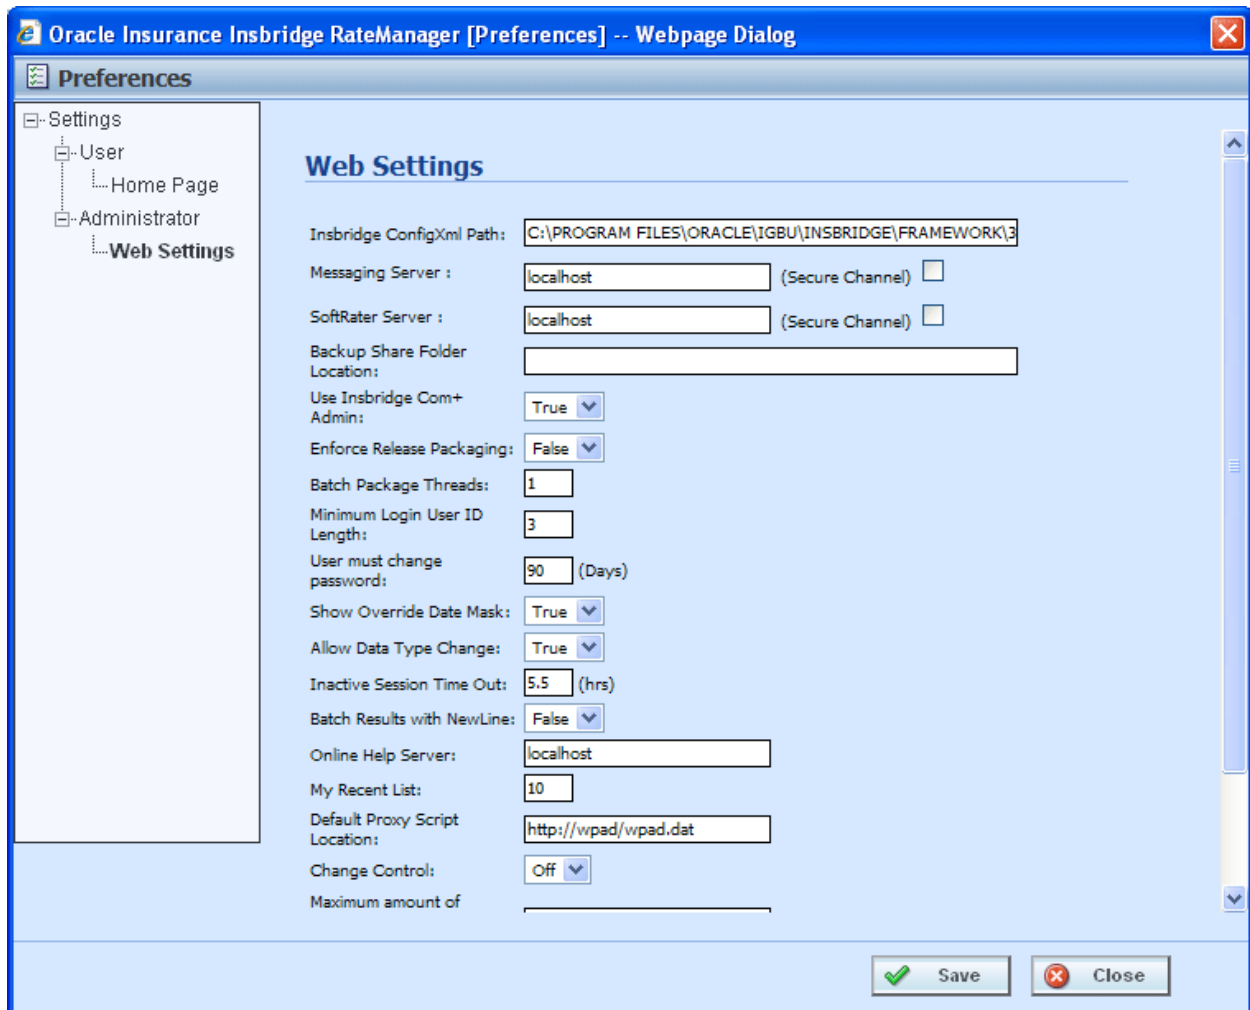 Oracle Insurance Insbridge RateManager [Preferences] -- Webpage Dialog
Preferences
Settings
User
Home Page
Administrator
Web Settings
Web Settings
Insbridge ConfigXml Path: C:\PROGRAM FILES\ORACLE\IGBU\INSBRIDGE\FRAMEWORK\3
Messaging Server : localhost (Secure Channel)
SoftRater Server : localhost (Secure Channel)
Backup Share Folder
Location:
Use Insbridge Com+
Admin: True
Enforce Release Packaging: False
Batch Package Threads: 1
Minimum Login User ID
Length: 3
User must change
password: 90 (Days)
Show Override Date Mask: True
Allow Data Type Change: True
Inactive Session Time Out: 5.5 (hrs)
Batch Results with NewLine: False
Online Help Server: localhost
My Recent List: 10
Default Proxy Script
Location: http://wpad/wpad.dat
Change Control: Off
Maximum amount of
Save Close